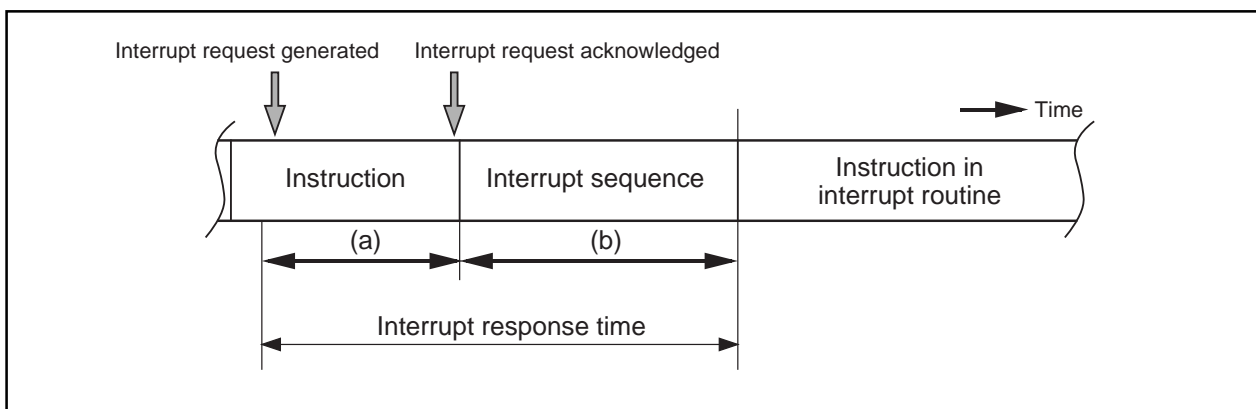 Interrupt request generated
Interrupt request acknowledged
Time
Instruction
Interrupt sequence
Instruction in
interrupt routine
(a)
(b)
Interrupt response time